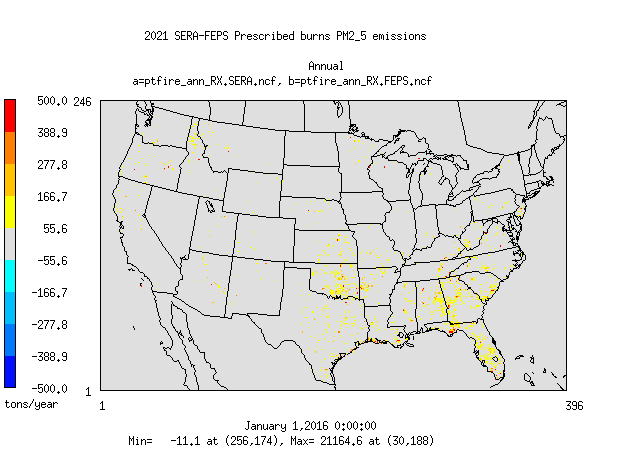 2021 SERA-FEPS Prescribed burns PM2_5 emissions
Annual
a=ptfire_ann_RX.SERA.ncf, b=ptfire_ann_RX.FEPS.ncf
500.0
388.9
277.8
166.7
55.6
-55.6
-166.7
-277.8
-388.9
-500.0
tons/year
246
1
1
396
January 1,2016 0:00:00
Min= -11.1 at (256,174), Max= 21164.6 at (30,188)